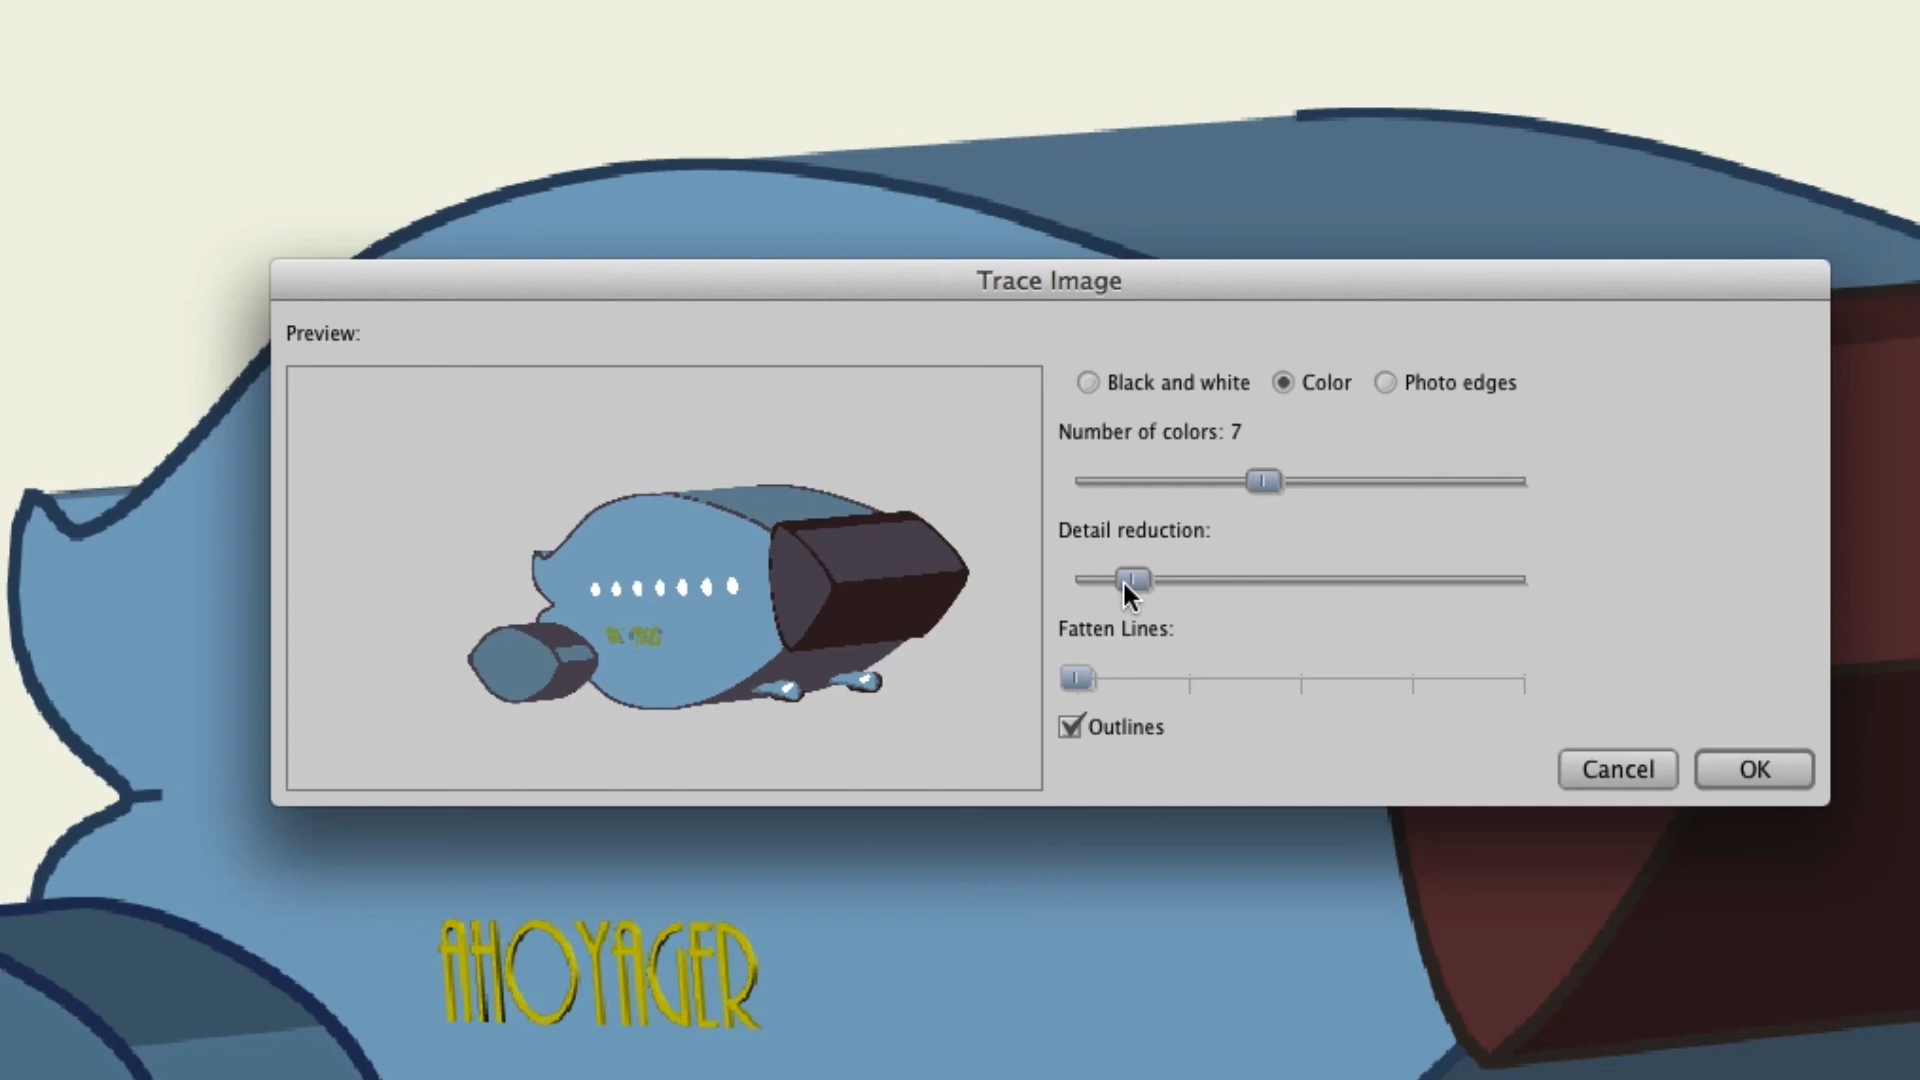 Trace Image
Preview:
Black and white Color Photo edges
Number of colors: 7
Detail reduction:
Fatten Lines:
Outlines
Cancel OK
AHOYAGER